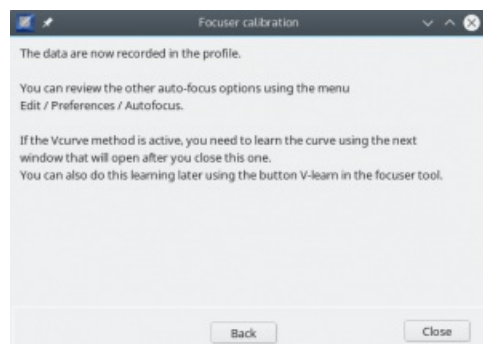 Focuser calibration
The data are now recorded in the profile.
You can review the other auto-focus options using the menu
Edit / Preferences / Autofocus.
If the Vcurve method is active, you need to learn the curve using the next
window that will open after you close this one.
You can also do this learning later using the button V-learn in the focuser tool.
Back
Close